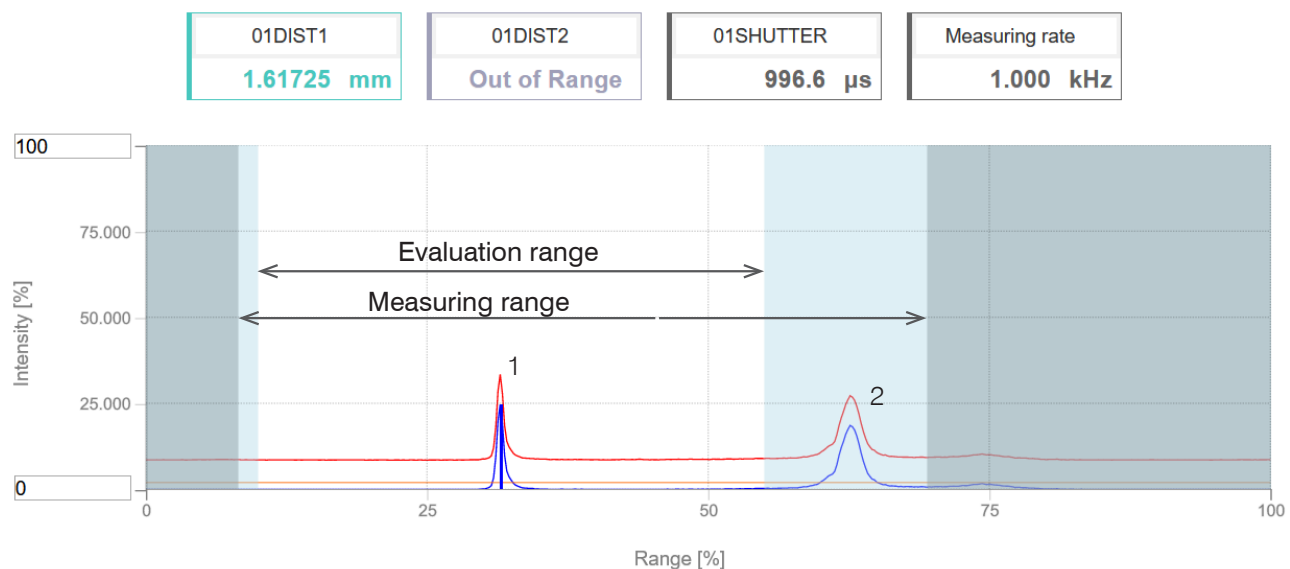 01DIST1 01DIST2 01SHUTTER Measuring rate
1.61725 mm Out of Range 996.6 µs 1.000 kHz
100
75.000
Evaluation range
Measuring range
50.000
1
25.000
2
0
0 25 50 75 100
Intensity [%]
Range [%]